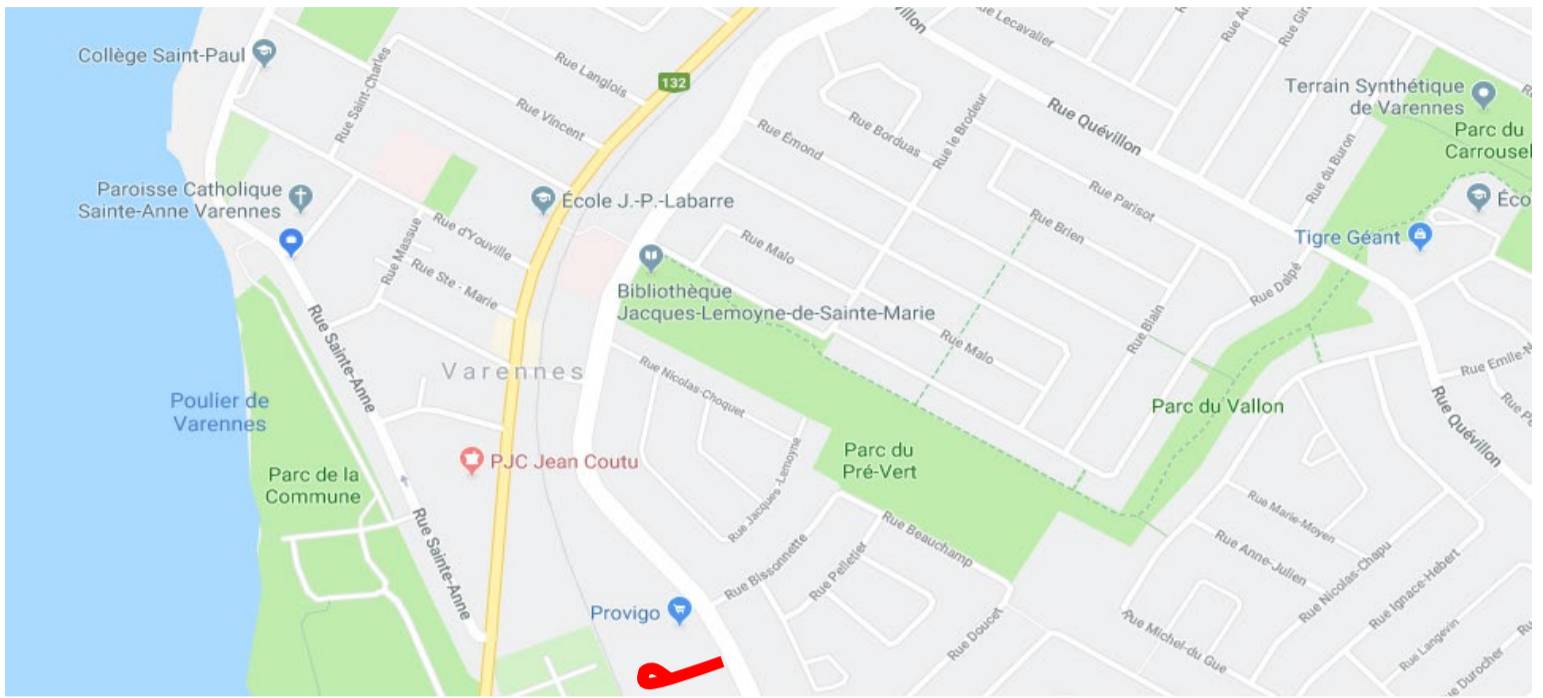 Collège Saint-Paul
Rue Saint-Charles
Rue Langlois
132
Rue Vincent
Rue Lecavalier
Terrain Synthétique
de Varennes
Parc du
Carrousel
Rue Quévillon
Rue Borduas
Rue le Brodeur
Rue Émond
Rue du Buron
Paroisse Catholique
Sainte-Anne Varennes
École J.-P.-Labarre
Rue Parisot
Rue Brien
Tigre Géant
Rue d'Youville
Rue Massue
Rue Ste - Marie
Rue Malo
Bibliothèque
Jacques-Lemoyne-de-Sainte-Marie
Rue Dalpé
Rue Blain
Rue Malo
Rue Sainte-Anne
Varennes
Rue Nicolas-Choquet
Poulier de
Varennes
Parc du Vallon
Rue Quévillon
PJC Jean Coutu
Parc du
Pré-Vert
Parc de la
Commune
Rue Jacques-Lemoyne
Rue Sainte-Anne
Rue Beauchamp
Rue Bissonnette
Rue Pelletier
Rue Marie-Moyen
Rue Anne-Julien
Rue Nicolas-Chapu
Rue Ignace-Hebert
Provigo
Rue Doucet
Rue Michel-du Gue
Rue Langevin
Rue Durocher